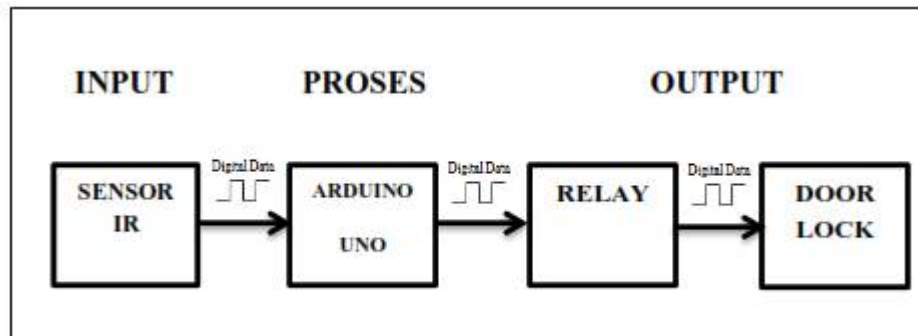 INPUT PROSES OUTPUT
Digital Data Digital Data Digital Data
SENSOR
IR
ARDUINO
UNO
RELAY
DOOR
LOCK